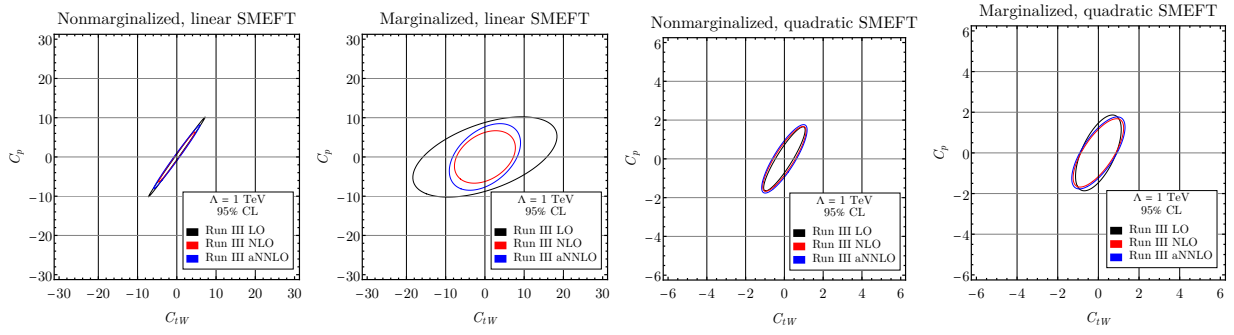 Nonmarginalized, linear SMEFT
30
20
10
0
−10
−20
−30
C_p
Λ = 1 TeV
95% CL
Run III LO
Run III NLO
Run III aNNLO
−30 −20 −10 0 10 20 30
C_tW
Marginalized, linear SMEFT
30
20
10
0
−10
−20
−30
C_p
Λ = 1 TeV
95% CL
Run III LO
Run III NLO
Run III aNNLO
−30 −20 −10 0 10 20 30
C_tW
Nonmarginalized, quadratic SMEFT
6
4
2
0
−2
−4
−6
C_p
Λ = 1 TeV
95% CL
Run III LO
Run III NLO
Run III aNNLO
−6 −4 −2 0 2 4 6
C_tW
Marginalized, quadratic SMEFT
6
4
2
0
−2
−4
−6
C_p
Λ = 1 TeV
95% CL
Run III LO
Run III NLO
Run III aNNLO
−6 −4 −2 0 2 4 6
C_tW